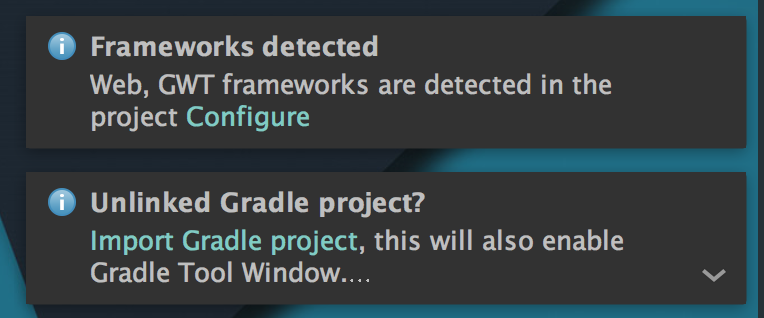 Frameworks detected
Web, GWT frameworks are detected in the
project Configure
Unlinked Gradle project?
Import Gradle project, this will also enable
Gradle Tool Window....